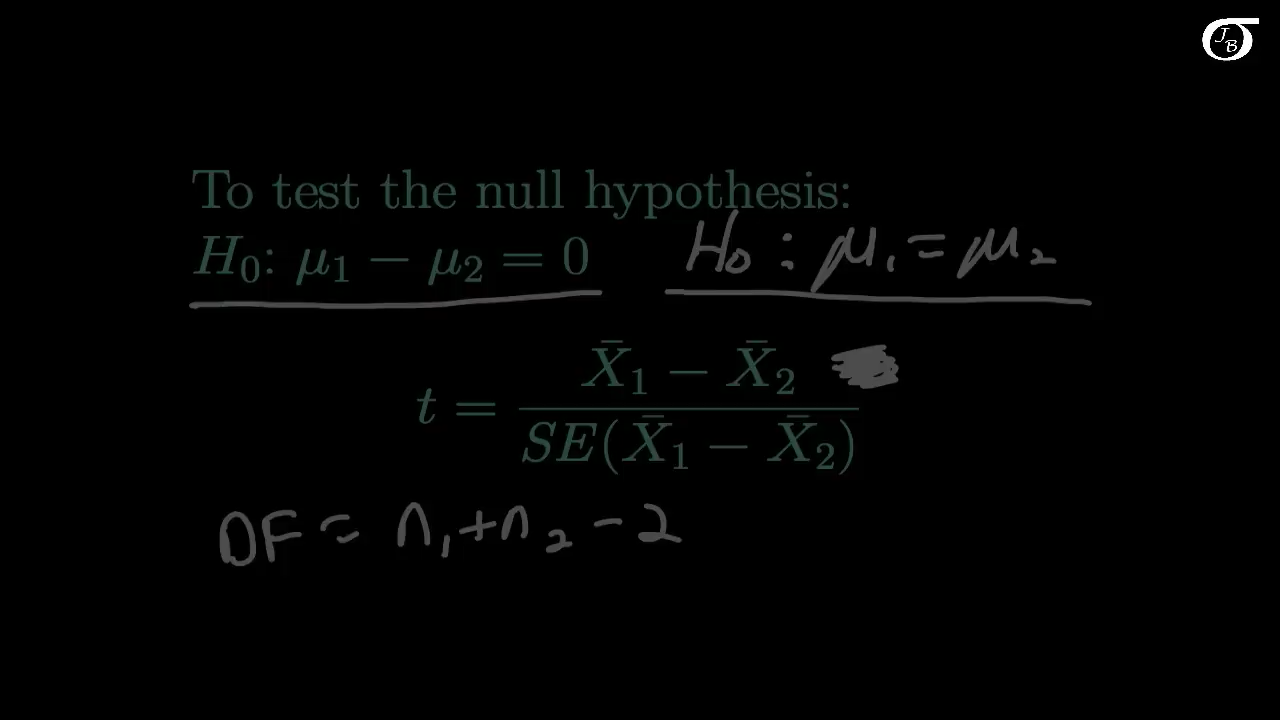 JB
To test the null hypothesis:
H₀: μ₁ − μ₂ = 0 H₀: μ₁ = μ₂
t = (X̄₁ − X̄₂) / SE(X̄₁ − X̄₂)
DF = n₁ + n₂ − 2